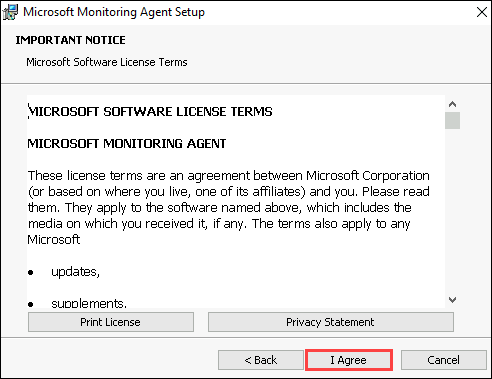 Microsoft Monitoring Agent Setup
IMPORTANT NOTICE
Microsoft Software License Terms
MICROSOFT SOFTWARE LICENSE TERMS
MICROSOFT MONITORING AGENT
These license terms are an agreement between Microsoft Corporation
(or based on where you live, one of its affiliates) and you. Please read
them. They apply to the software named above, which includes the
media on which you received it, if any. The terms also apply to any
Microsoft
● updates,
● supplements,
Print License Privacy Statement
< Back I Agree Cancel